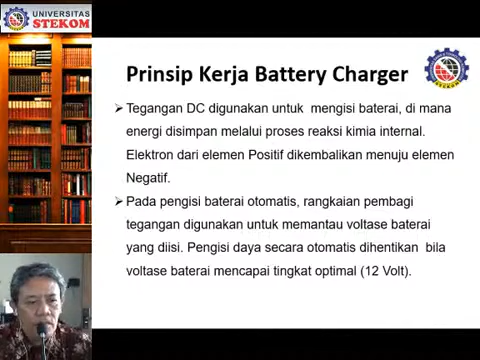 UNIVERSITAS
STEKOM
Prinsip Kerja Battery Charger
Tegangan DC digunakan untuk mengisi baterai, di mana
energi disimpan melalui proses reaksi kimia internal.
Elektron dari elemen Positif dikembalikan menuju elemen
Negatif.
Pada pengisi baterai otomatis, rangkaian pembagi
tegangan digunakan untuk memantau voltase baterai
yang diisi. Pengisi daya secara otomatis dihentikan bila
voltase baterai mencapai tingkat optimal (12 Volt).